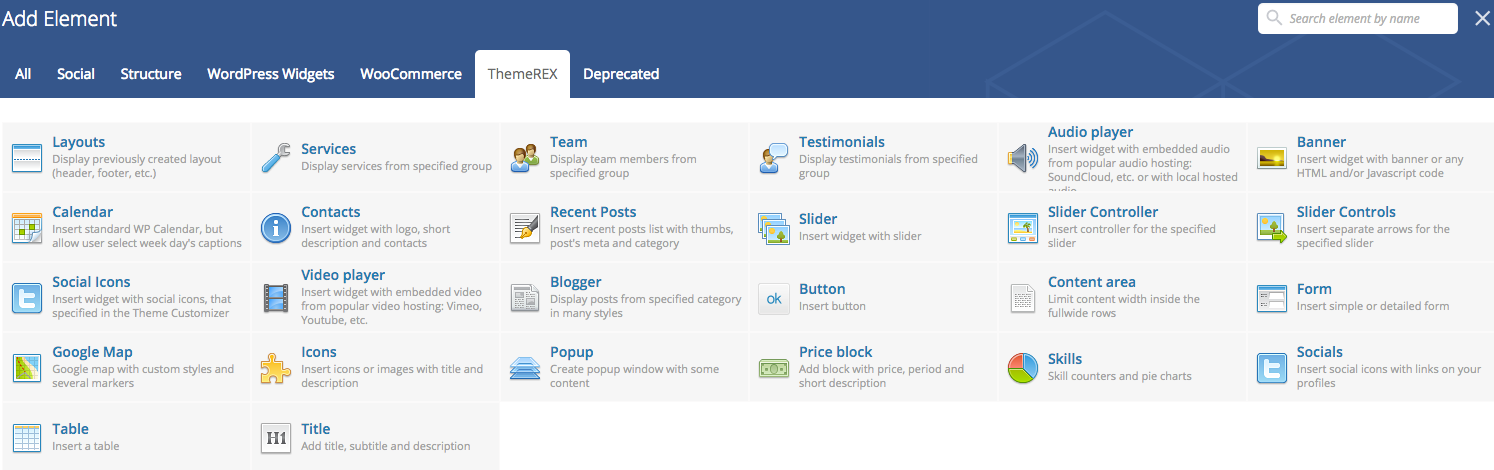 Add Element
Search element by name
All Social Structure WordPress Widgets WooCommerce ThemeREX Deprecated
Layouts
Display previously created layout
(header, footer, etc.)
Services
Display services from specified group
Team
Display team members from
specified group
Testimonials
Display testimonials from specified
group
Audio player
Insert widget with embedded audio
from popular audio hosting:
SoundCloud, etc. or with local hosted
audio
Banner
Insert widget with banner or any
HTML and/or Javascript code
Calendar
Insert standard WP Calendar, but
allow user select week day's captions
Contacts
Insert widget with logo, short
description and contacts
Recent Posts
Insert recent posts list with thumbs,
post's meta and category
Slider
Insert widget with slider
Slider Controller
Insert controller for the specified
slider
Slider Controls
Insert separate arrows for the
specified slider
Social Icons
Insert widget with social icons, that
specified in the Theme Customizer
Video player
Insert widget with embedded video
from popular video hosting: Vimeo,
Youtube, etc.
Blogger
Display posts from specified category
in many styles
ok
Button
Insert button
Content area
Limit content width inside the
fullwide rows
Form
Insert simple or detailed form
Google Map
Google map with custom styles and
several markers
Icons
Insert icons or images with title and
description
Popup
Create popup window with some
content
Price block
Add block with price, period and
short description
Skills
Skill counters and pie charts
Socials
Insert social icons with links on your
profiles
Table
Insert a table
H1
Title
Add title, subtitle and description